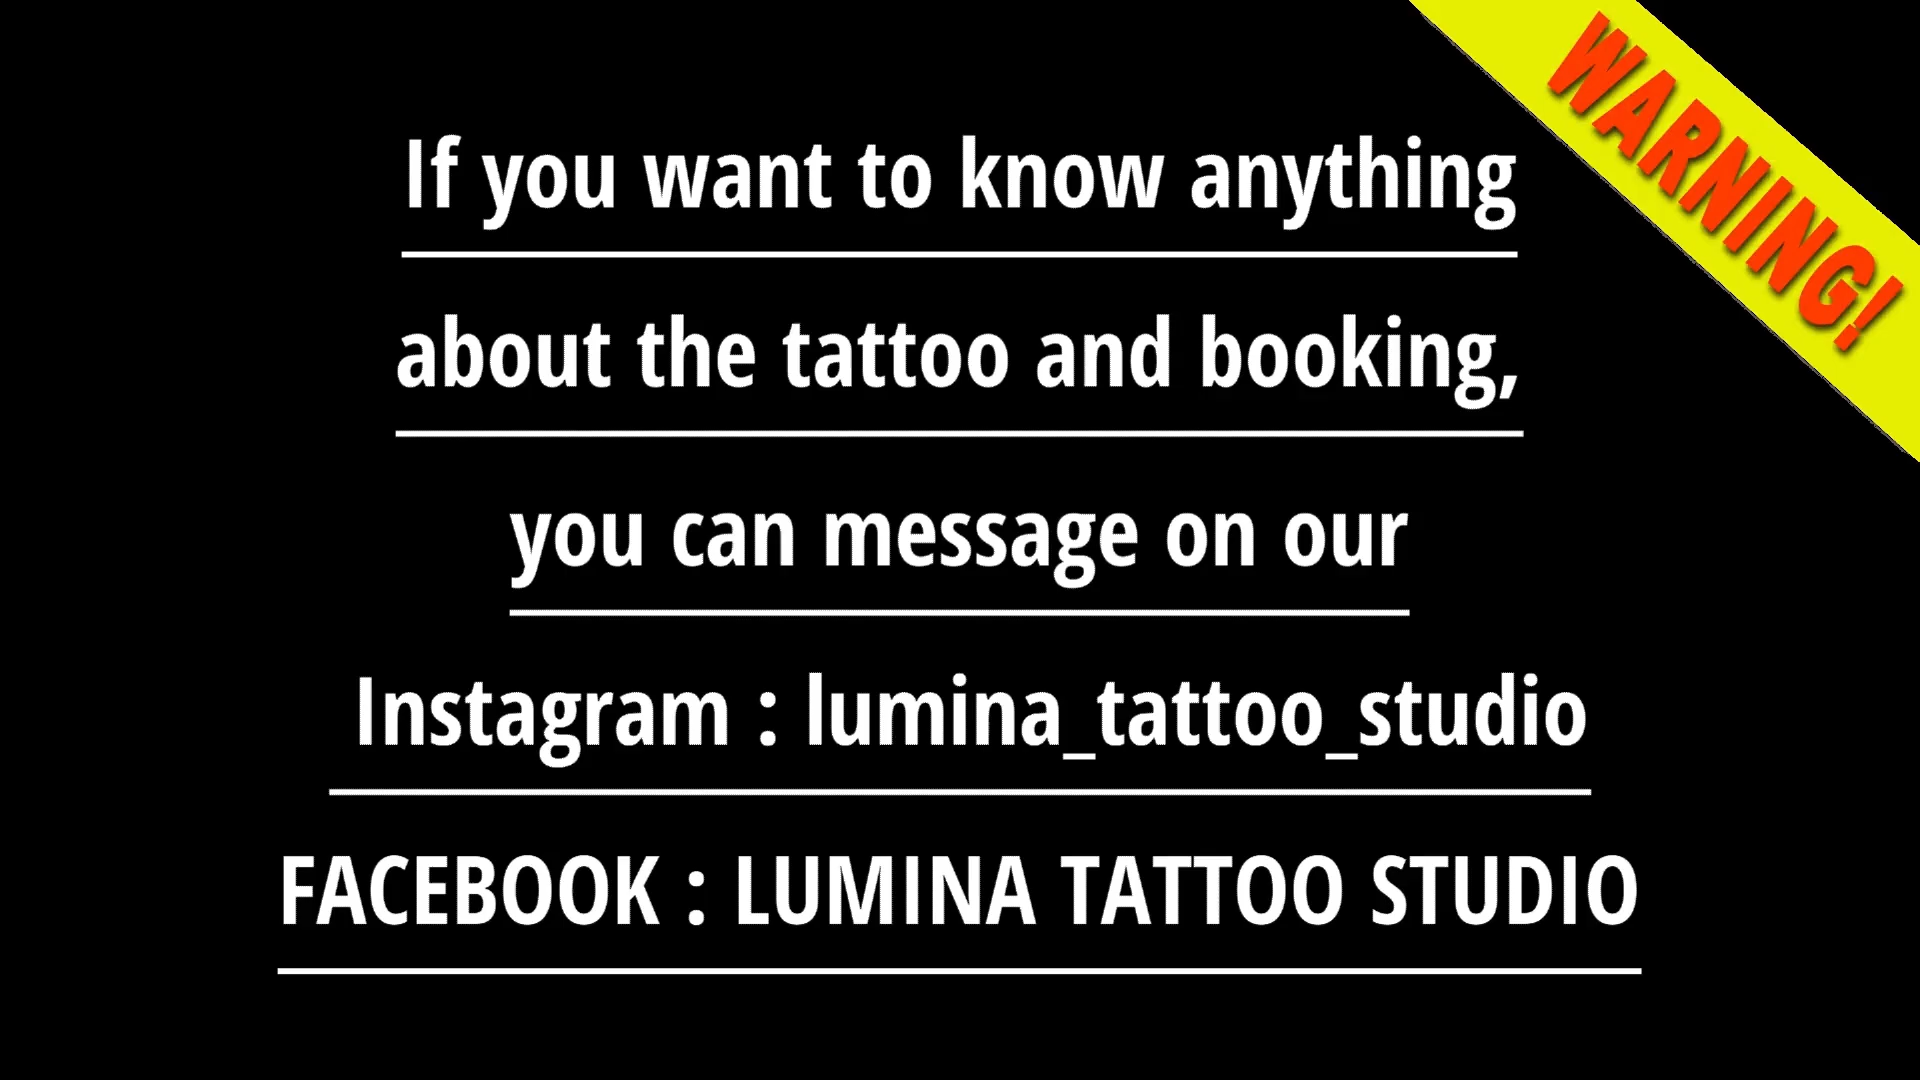 WARNING!
If you want to know anything
about the tattoo and booking,
you can message on our
Instagram : lumina_tattoo_studio
FACEBOOK : LUMINA TATTOO STUDIO